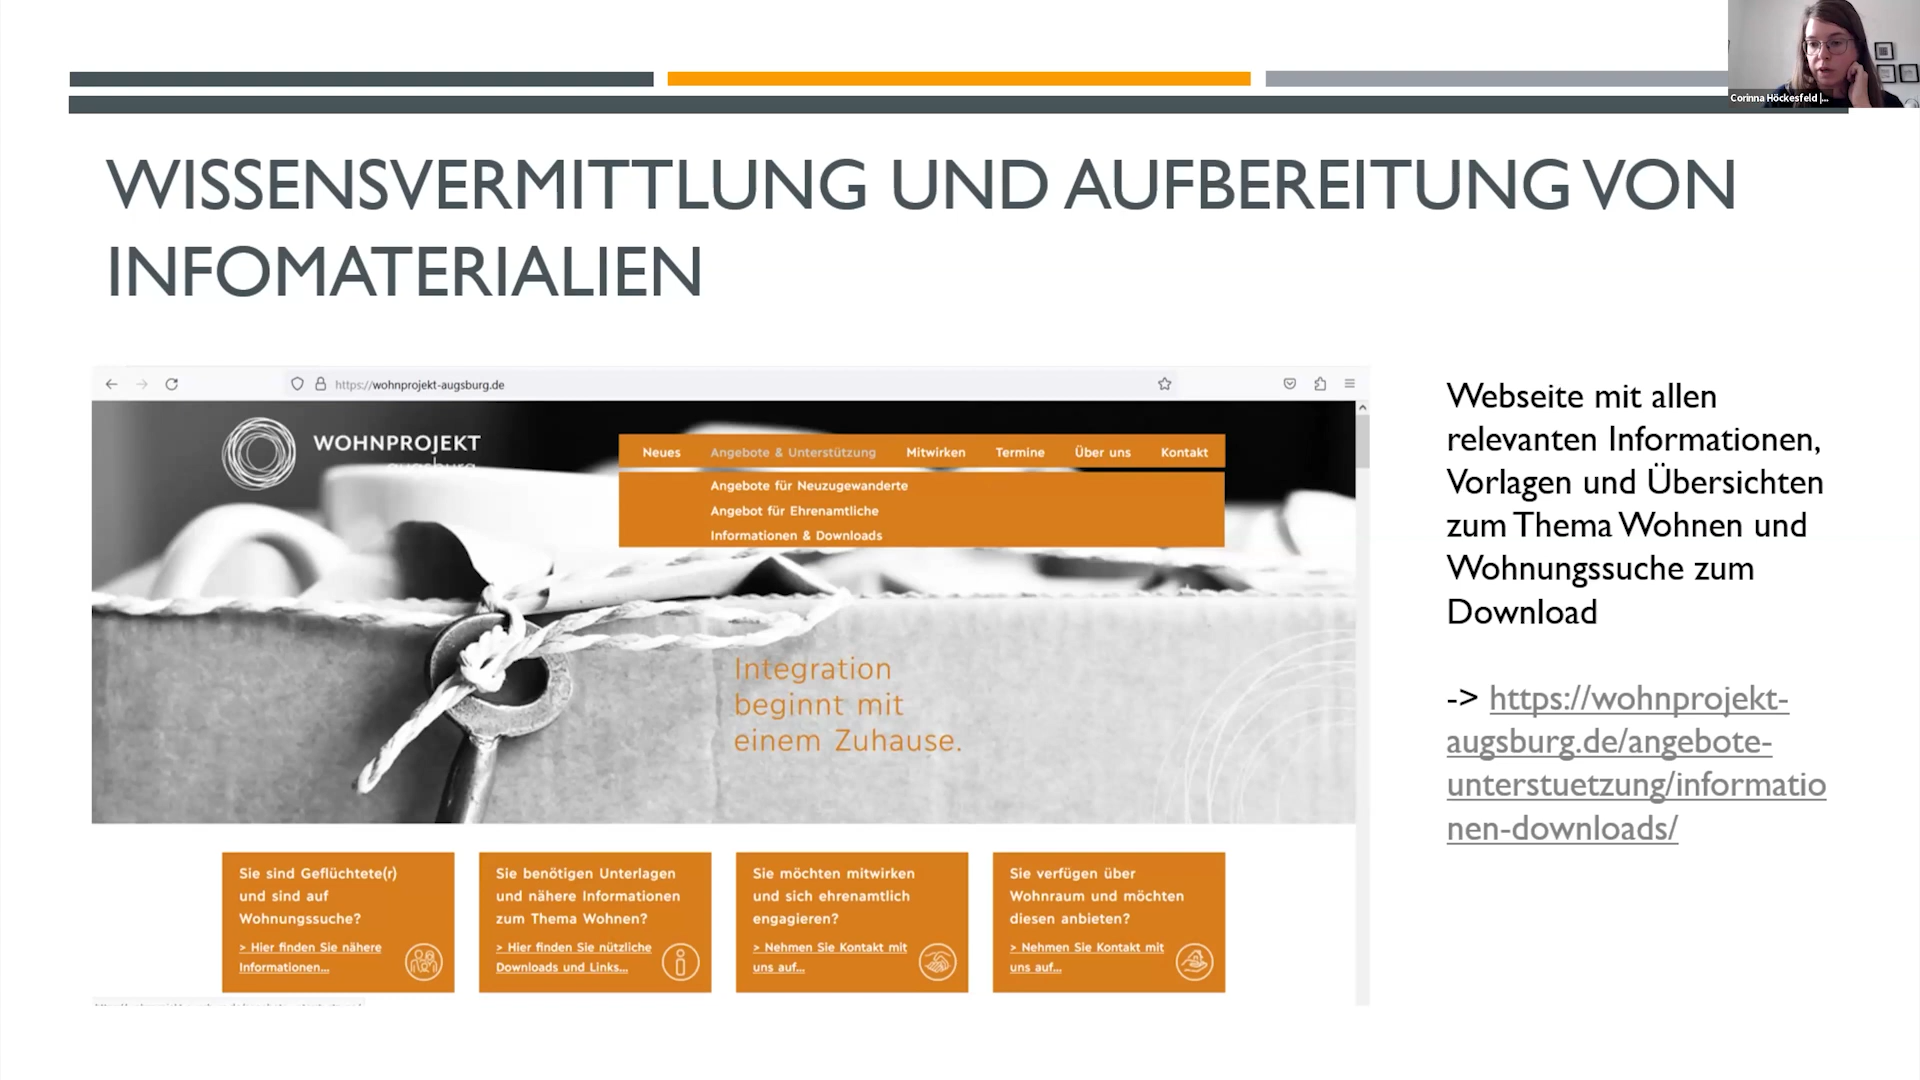 Corinna Höckesfeld |...
WISSENSVERMITTLUNG UND AUFBEREITUNG VON
INFOMATERIALIEN
https://wohnprojekt-augsburg.de
WOHNPROJEKT
augsburg
Neues Angebote & Unterstützung Mitwirken Termine Über uns Kontakt
Angebote für Neuzugewanderte
Angebot für Ehrenamtliche
Informationen & Downloads
Integration
beginnt mit
einem Zuhause.
Sie sind Geflüchtete(r)
und sind auf
Wohnungssuche?
> Hier finden Sie nähere
Informationen...
Sie benötigen Unterlagen
und nähere Informationen
zum Thema Wohnen?
> Hier finden Sie nützliche
Downloads und Links...
Sie möchten mitwirken
und sich ehrenamtlich
engagieren?
> Nehmen Sie Kontakt mit
uns auf...
Sie verfügen über
Wohnraum und möchten
diesen anbieten?
> Nehmen Sie Kontakt mit
uns auf...
Webseite mit allen
relevanten Informationen,
Vorlagen und Übersichten
zum Thema Wohnen und
Wohnungssuche zum
Download
-> https://wohnprojekt-
augsburg.de/angebote-
unterstuetzung/informatio
nen-downloads/